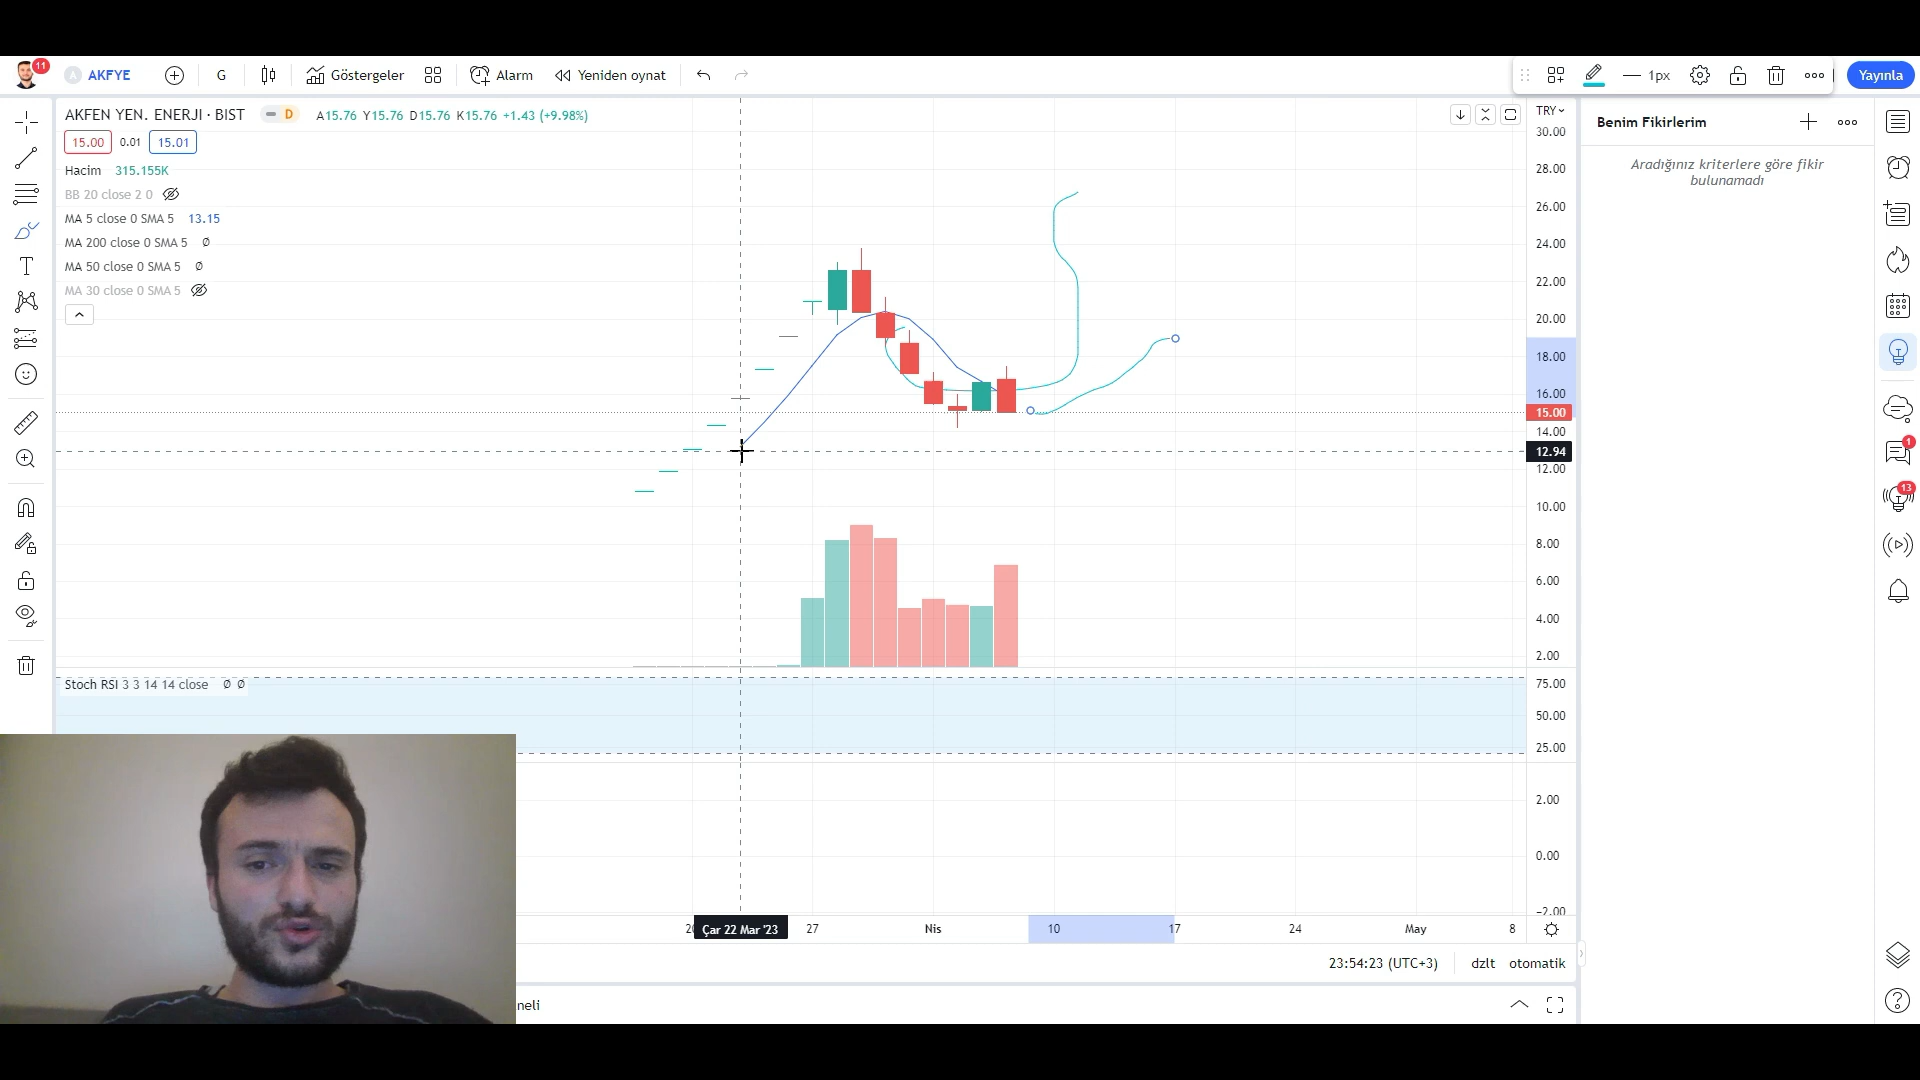 11
A AKFYE
G
Göstergeler
Alarm
Yeniden oynat
1px
Yayınla
AKFEN YEN. ENERJI · BIST
D
A15.76 Y15.76 D15.76 K15.76 +1.43 (+9.98%)
TRY
15.00 0.01 15.01
Hacim 315.155K
BB 20 close 2 0
MA 5 close 0 SMA 5 13.15
MA 200 close 0 SMA 5 Ø
MA 50 close 0 SMA 5 Ø
MA 30 close 0 SMA 5
30.00
28.00
26.00
24.00
22.00
20.00
18.00
16.00
15.00
14.00
12.94
12.00
10.00
8.00
6.00
4.00
2.00
Stoch RSI 3 3 14 14 close Ø Ø
75.00
50.00
25.00
2.00
0.00
-2.00
Çar 22 Mar '23
27
Nis
10
17
24
May
8
23:54:23 (UTC+3)
dzlt
otomatik
neli
Benim Fikirlerim
Aradığınız kriterlere göre fikir
bulunamadı
1
13